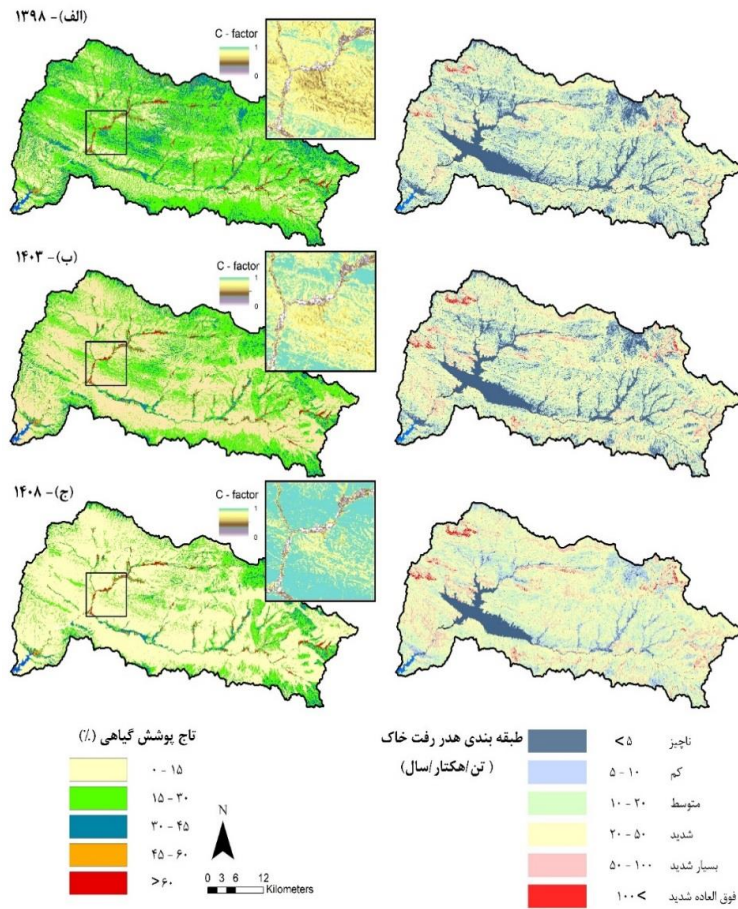 (الف)- ۱۳۹۸
C - factor
1
0
(ب)- ۱۴۰۳
C - factor
1
0
(ج)- ۱۴۰۸
C - factor
1
0
تاج پوشش گیاهی (٪)
۰ - ۱۵
۱۵ - ۳۰
۳۰ - ۴۵
۴۵ - ۶۰
>۶۰
N
0 3 6 12
Kilometers
طبقه بندی هدر رفت خاک
(تن/هکتار/سال)
ناچیز <۵
کم ۵ - ۱۰
متوسط ۱۰ - ۲۰
شدید ۲۰ - ۵۰
بسیار شدید ۵۰ - ۱۰۰
فوق العاده شدید >۱۰۰